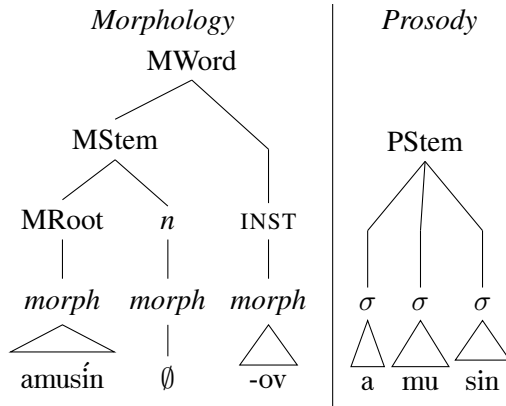 Morphology Prosody
MWord
MStem PStem
MRoot n INST
morph morph morph σ σ σ
amusín ∅ -ov a mu sin